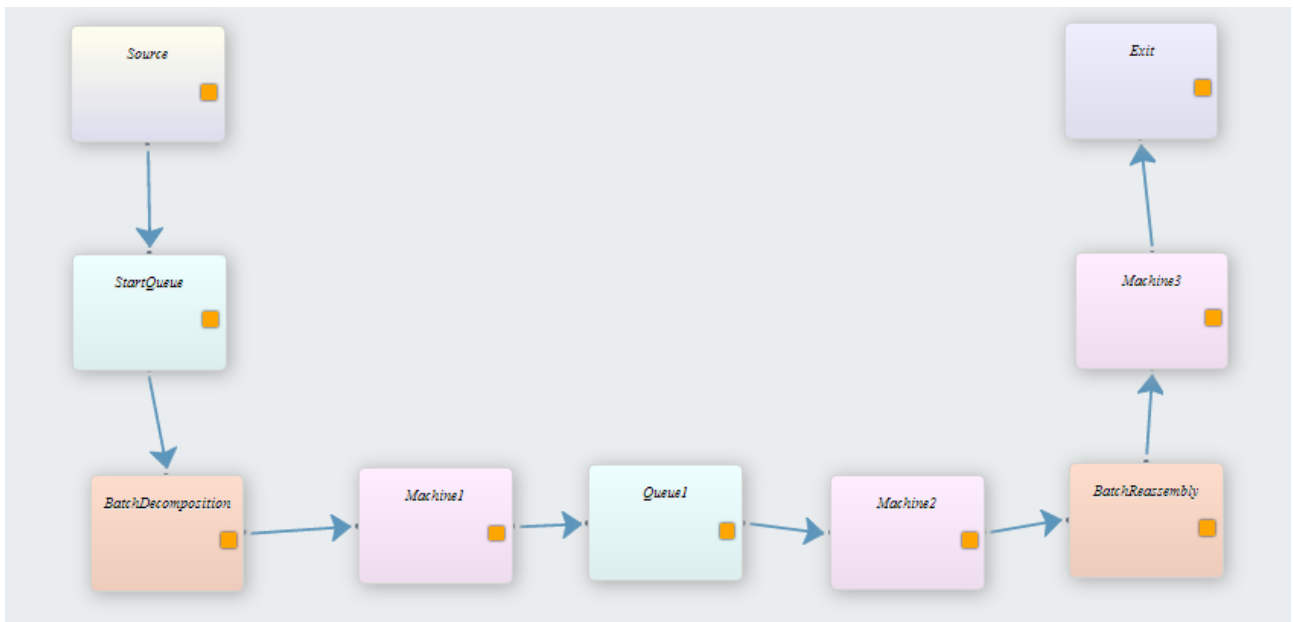 Source
Exit
StartQueue
Machine3
BatchDecomposition
Machine1
Queue1
Machine2
BatchReassembly